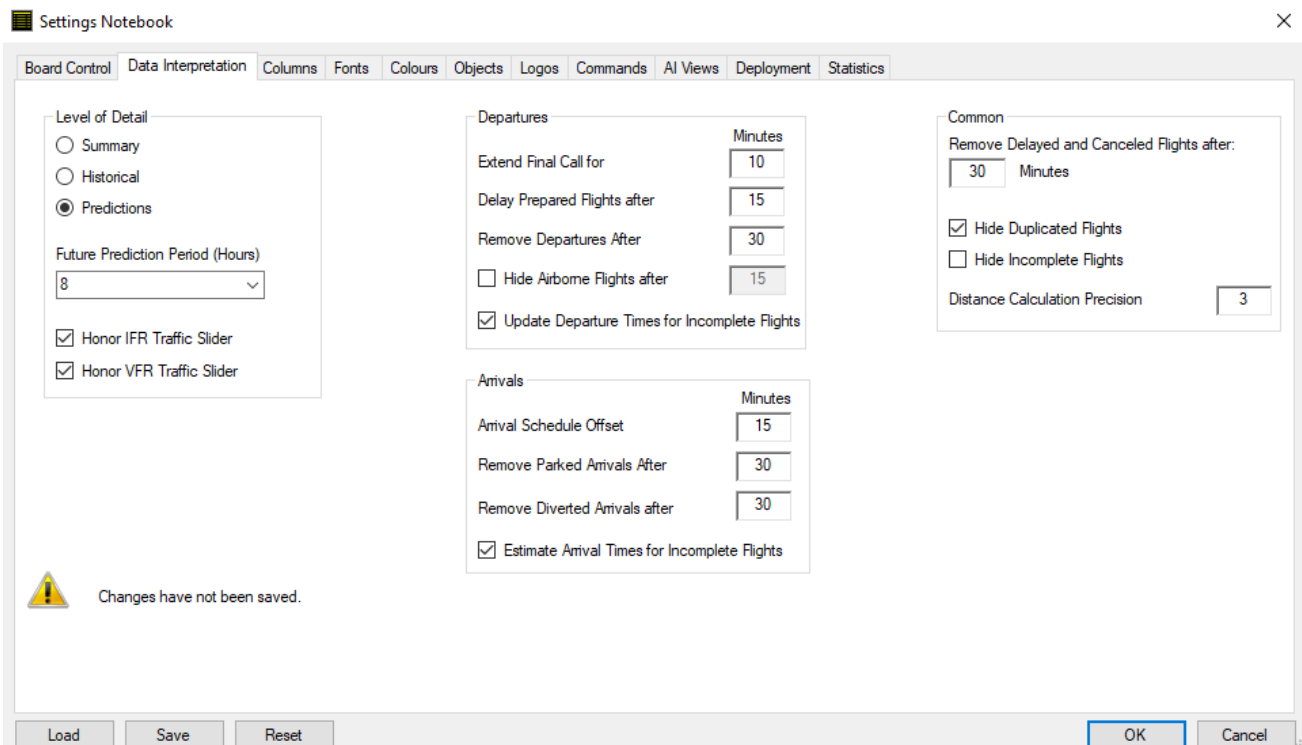 Settings Notebook
Board Control Data Interpretation Columns Fonts Colours Objects Logos Commands AI Views Deployment Statistics
Level of Detail
Summary
Historical
Predictions
Future Prediction Period (Hours)
8
Honor IFR Traffic Slider
Honor VFR Traffic Slider
Departures
Minutes
Extend Final Call for 10
Delay Prepared Flights after 15
Remove Departures After 30
Hide Airborne Flights after 15
Update Departure Times for Incomplete Flights
Arrivals
Minutes
Arrival Schedule Offset 15
Remove Parked Arrivals After 30
Remove Diverted Arrivals after 30
Estimate Arrival Times for Incomplete Flights
Common
Remove Delayed and Canceled Flights after:
30 Minutes
Hide Duplicated Flights
Hide Incomplete Flights
Distance Calculation Precision 3
Changes have not been saved.
Load Save Reset OK Cancel